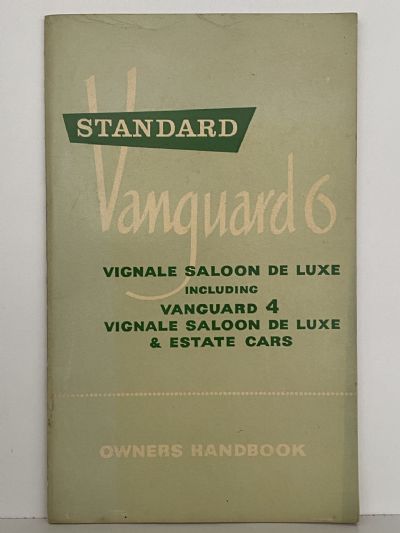 STANDARD
Vanguard 6
VIGNALE SALOON DE LUXE
INCLUDING
VANGUARD 4
VIGNALE SALOON DE LUXE
& ESTATE CARS
OWNERS HANDBOOK